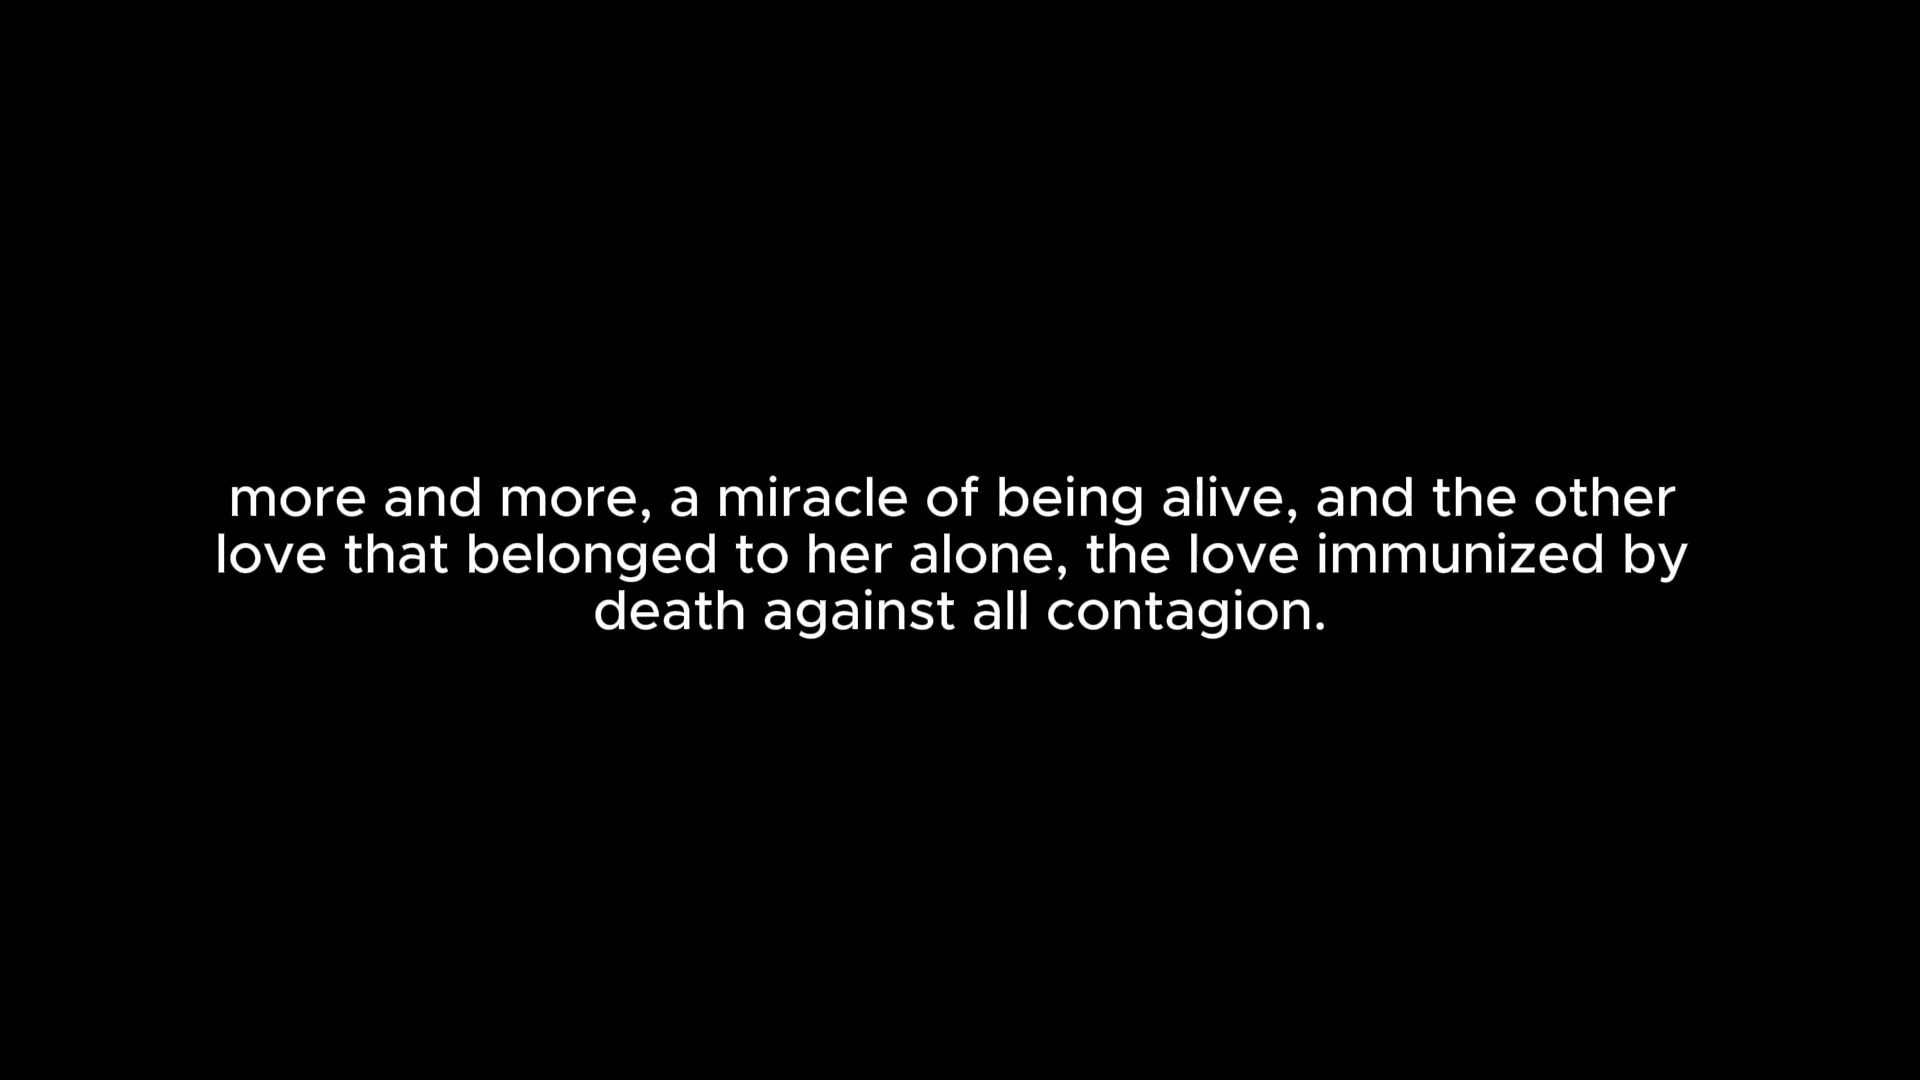 more and more, a miracle of being alive, and the other
love that belonged to her alone, the love immunized by
death against all contagion.